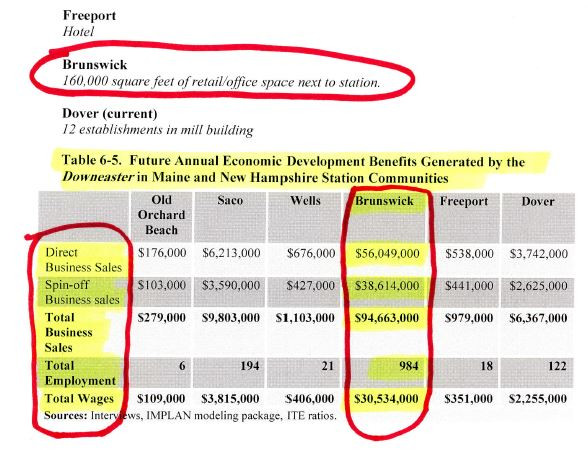 Freeport
Hotel
Brunswick
160,000 square feet of retail/office space next to station.
Dover (current)
12 establishments in mill building
Table 6-5. Future Annual Economic Development Benefits Generated by the
Downeaster in Maine and New Hampshire Station Communities
Old Orchard Beach Saco Wells Brunswick Freeport Dover
Direct Business Sales $176,000 $6,213,000 $676,000 $56,049,000 $538,000 $3,742,000
Spin-off Business sales $103,000 $3,590,000 $427,000 $38,614,000 $441,000 $2,625,000
Total Business Sales $279,000 $9,803,000 $1,103,000 $94,663,000 $979,000 $6,367,000
Total Employment 6 194 21 984 18 122
Total Wages $109,000 $3,815,000 $406,000 $30,534,000 $351,000 $2,255,000
Sources: Interviews, IMPLAN modeling package, ITE ratios.